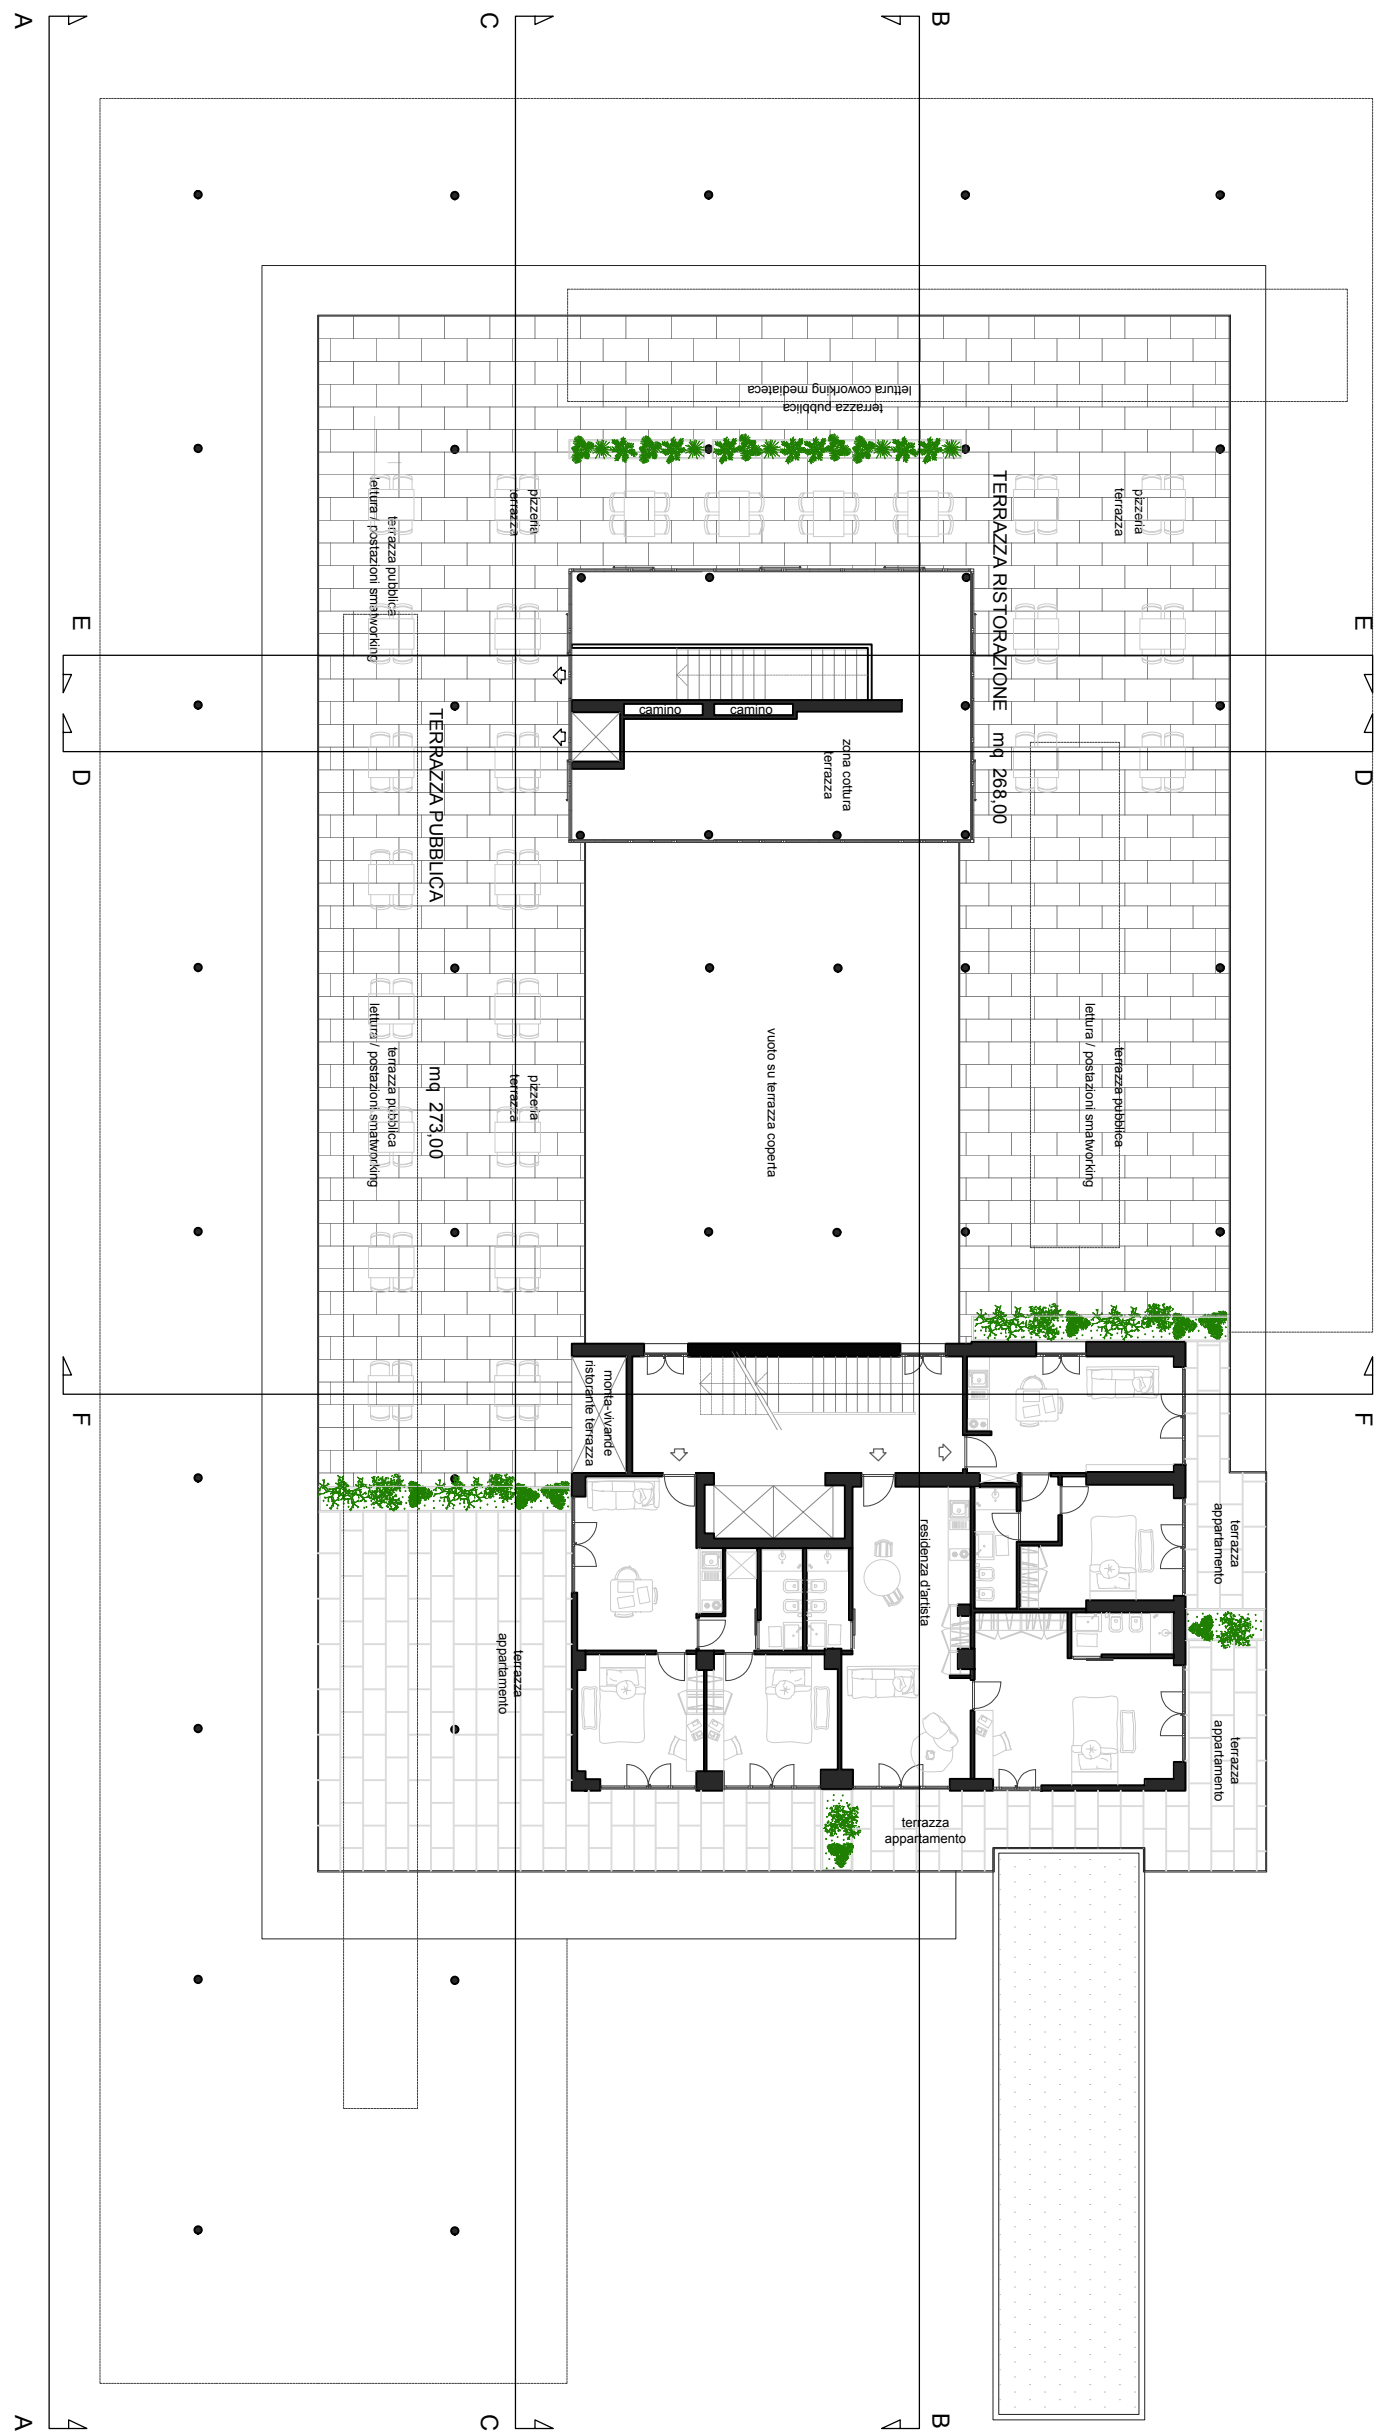 A
C
B
lettura coworking mediateca
terrazza pubblica
TERRAZZA RISTORAZIONE mq 268,00
pizzeria
terrazza
pizzeria
terrazza
terrazza pubblica
lettura / postazioni smatworking
E
E
camino
camino
zona cottura
terrazza
D
D
TERRAZZA PUBBLICA mq 273,00
terrazza pubblica
lettura / postazioni smatworking
pizzeria
terrazza
vuoto su terrazza coperta
terrazza pubblica
lettura / postazioni smatworking
F
F
monta-vivande
ristorante terrazza
residenza d'artista
terrazza
appartamento
terrazza
appartamento
terrazza
appartamento
terrazza
appartamento
A
C
B